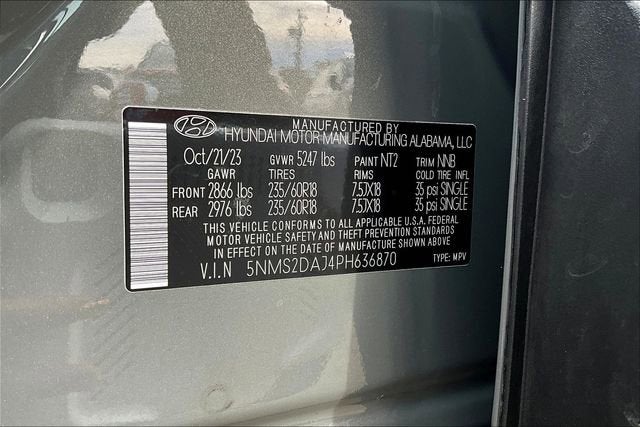 MANUFACTURED BY
HYUNDAI MOTOR MANUFACTURING ALABAMA, LLC
Oct/21/23 GVWR 5247 lbs PAINT NT2 TRIM NNB
GAWR TIRES RIMS COLD TIRE INFL
FRONT 2866 lbs 235/60R18 7.5JX18 35 psi SINGLE
REAR 2976 lbs 235/60R18 7.5JX18 35 psi SINGLE
THIS VEHICLE CONFORMS TO ALL APPLICABLE U.S.A. FEDERAL
MOTOR VEHICLE SAFETY AND THEFT PREVENTION STANDARDS
IN EFFECT ON THE DATE OF MANUFACTURE SHOWN ABOVE
V.I.N 5NMS2DAJ4PH636870 TYPE: MPV